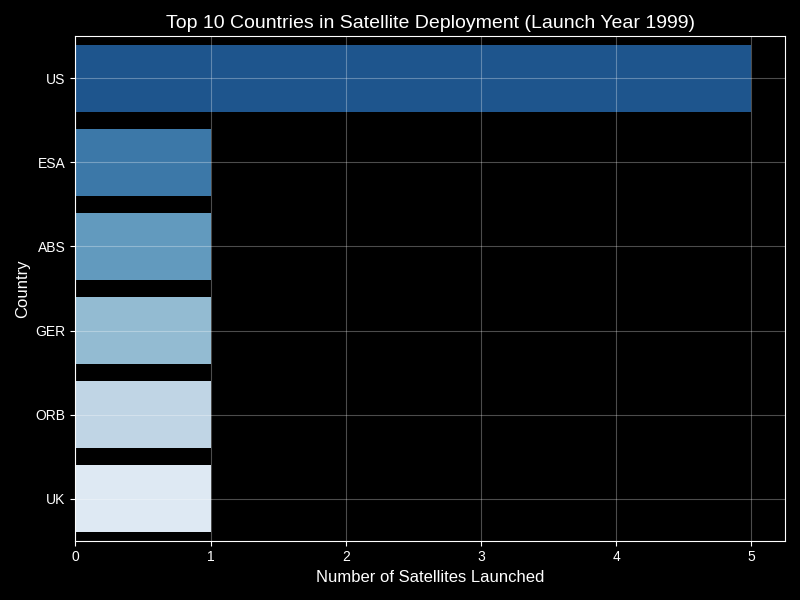 Top 10 Countries in Satellite Deployment (Launch Year 1999)
US
ESA
ABS
GER
ORB
UK
Country
0 1 2 3 4 5
Number of Satellites Launched